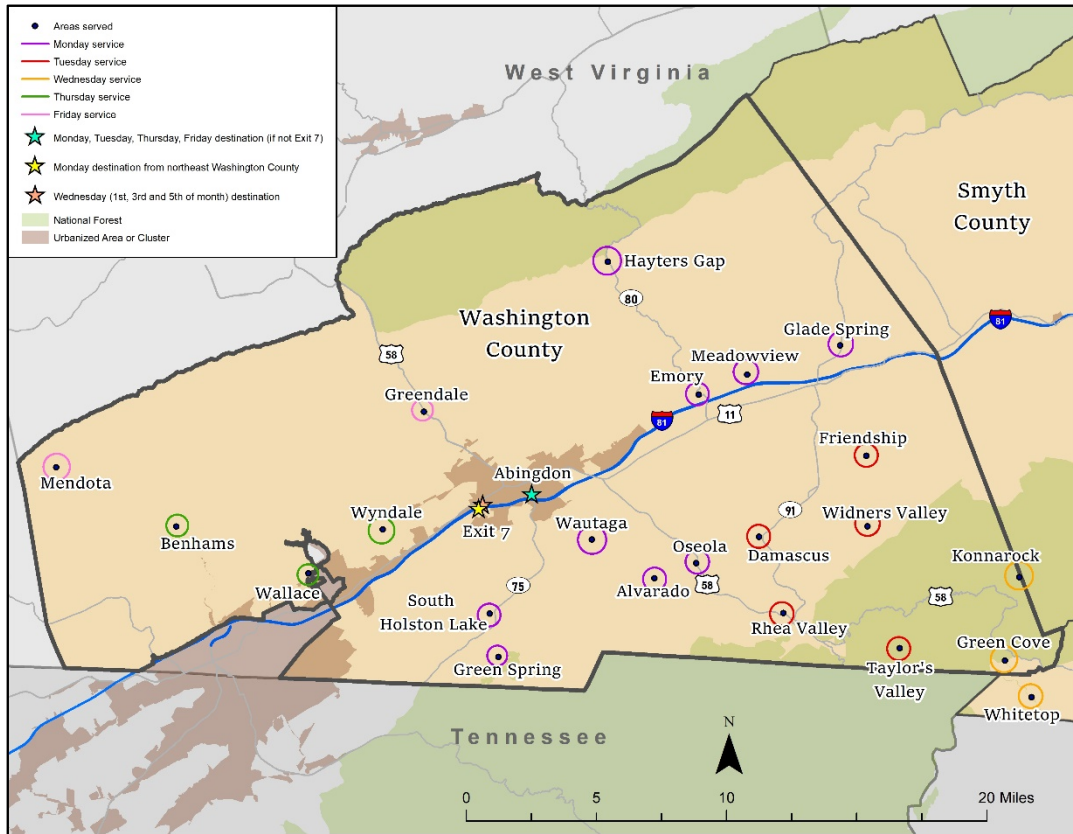 Areas served
Monday service
Tuesday service
Wednesday service
Thursday service
Friday service
Monday, Tuesday, Thursday, Friday destination (if not Exit 7)
Monday destination from northeast Washington County
Wednesday (1st, 3rd and 5th of month) destination
National Forest
Urbanized Area or Cluster
West Virginia
Smyth
County
Hayters Gap
80
Washington
County
81
Glade Spring
58
Meadowview
Emory
Greendale
11
81
Friendship
Mendota
Abingdon
Wyndale
Exit 7
Wautaga
91
Widners Valley
Benhams
Damascus
Oseola
Konnarock
Wallace
75
Alvarado
58
58
South
Holston Lake
Rhea Valley
Green Spring
Green Cove
Taylor's
Valley
Whitetop
Tennessee
N
0 5 10 20 Miles